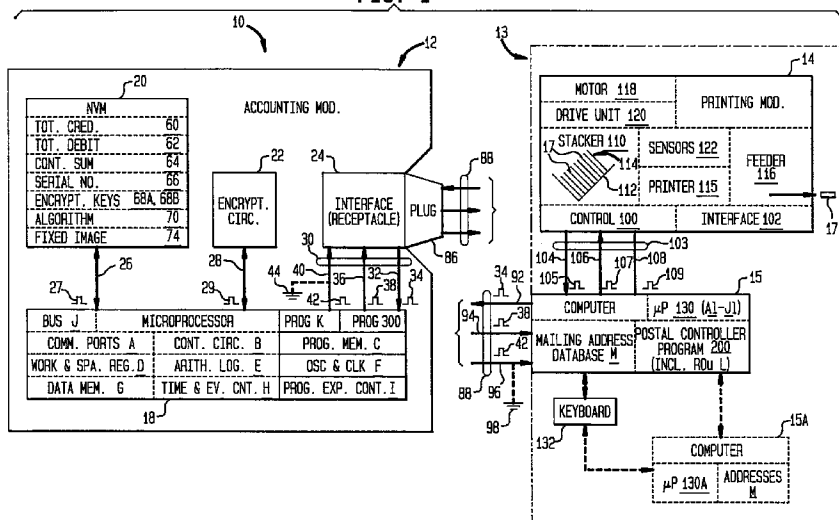 10
12
20
NVM
TOT. CRED. 60
TOT. DEBIT 62
CONT. SUM 64
SERIAL NO. 66
ENCRYPT. KEYS 68A, 68B
ALGORITHM 70
FIXED IMAGE 74
ACCOUNTING MOD.
22
ENCRYPT. CIRC.
24
INTERFACE (RECEPTACLE)
PLUG
88
86
26
27
28
29
30
40
36
32
34
44
42
38
BUS J
MICROPROCESSOR
PROG K
PROG 300
COMM. PORTS A
CONT. CIRC. B
PROG. MEM. C
WORK & SPA. REG. D
ARITH. LOG. E
OSC & CLK F
DATA MEM. G
TIME & EV. CNT. H
PROG. EXP. CONT. I
18
13
14
MOTOR 118
DRIVE UNIT 120
PRINTING MOD.
STACKER 110
17
114
112
SENSORS 122
PRINTER 115
FEEDER 116
17
CONTROL 100
INTERFACE 102
103
104
106
108
105
107
109
15
34
92
94
38
42
88
96
98
COMPUTER
µP 130 (A1-J1)
MAILING ADDRESS DATABASE M
POSTAL CONTROLLER PROGRAM 200 (INCL. ROu L)
KEYBOARD
132
15A
COMPUTER
µP 130A
ADDRESSES M